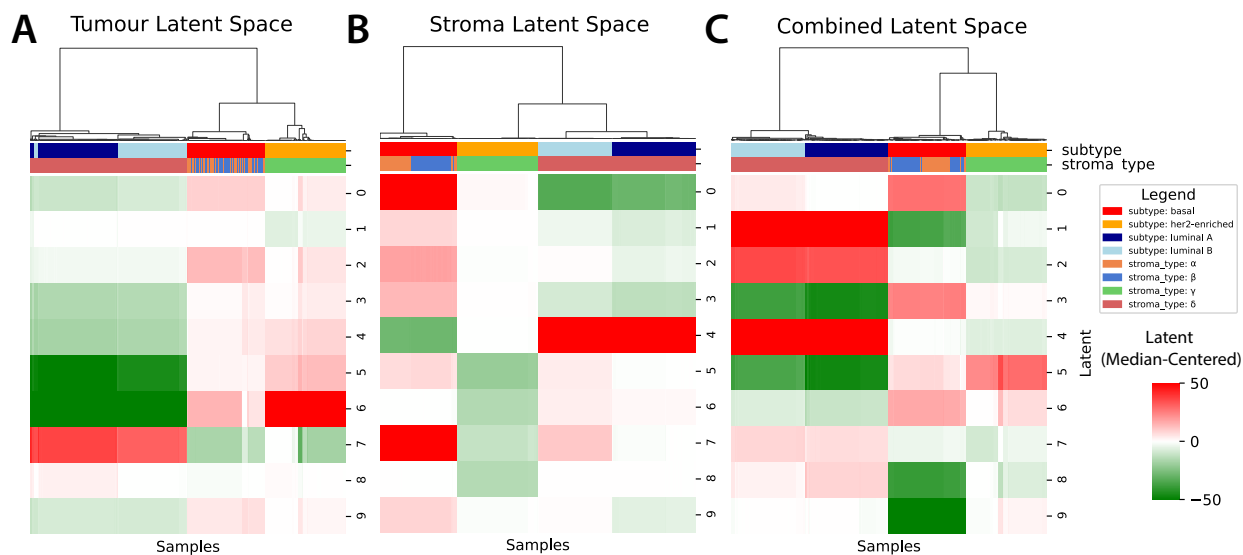 A
Tumour Latent Space
B
Stroma Latent Space
C
Combined Latent Space
subtype
stroma type
0
1
2
3
4
5
6
7
8
9
Samples
0
1
2
3
4
5
6
7
8
9
Samples
0
1
2
3
4
5
6
7
8
9
Samples
Latent
Legend
subtype: basal
subtype: her2-enriched
subtype: luminal A
subtype: luminal B
stroma_type: α
stroma_type: β
stroma_type: γ
stroma_type: δ
Latent
(Median-Centered)
50
0
−50